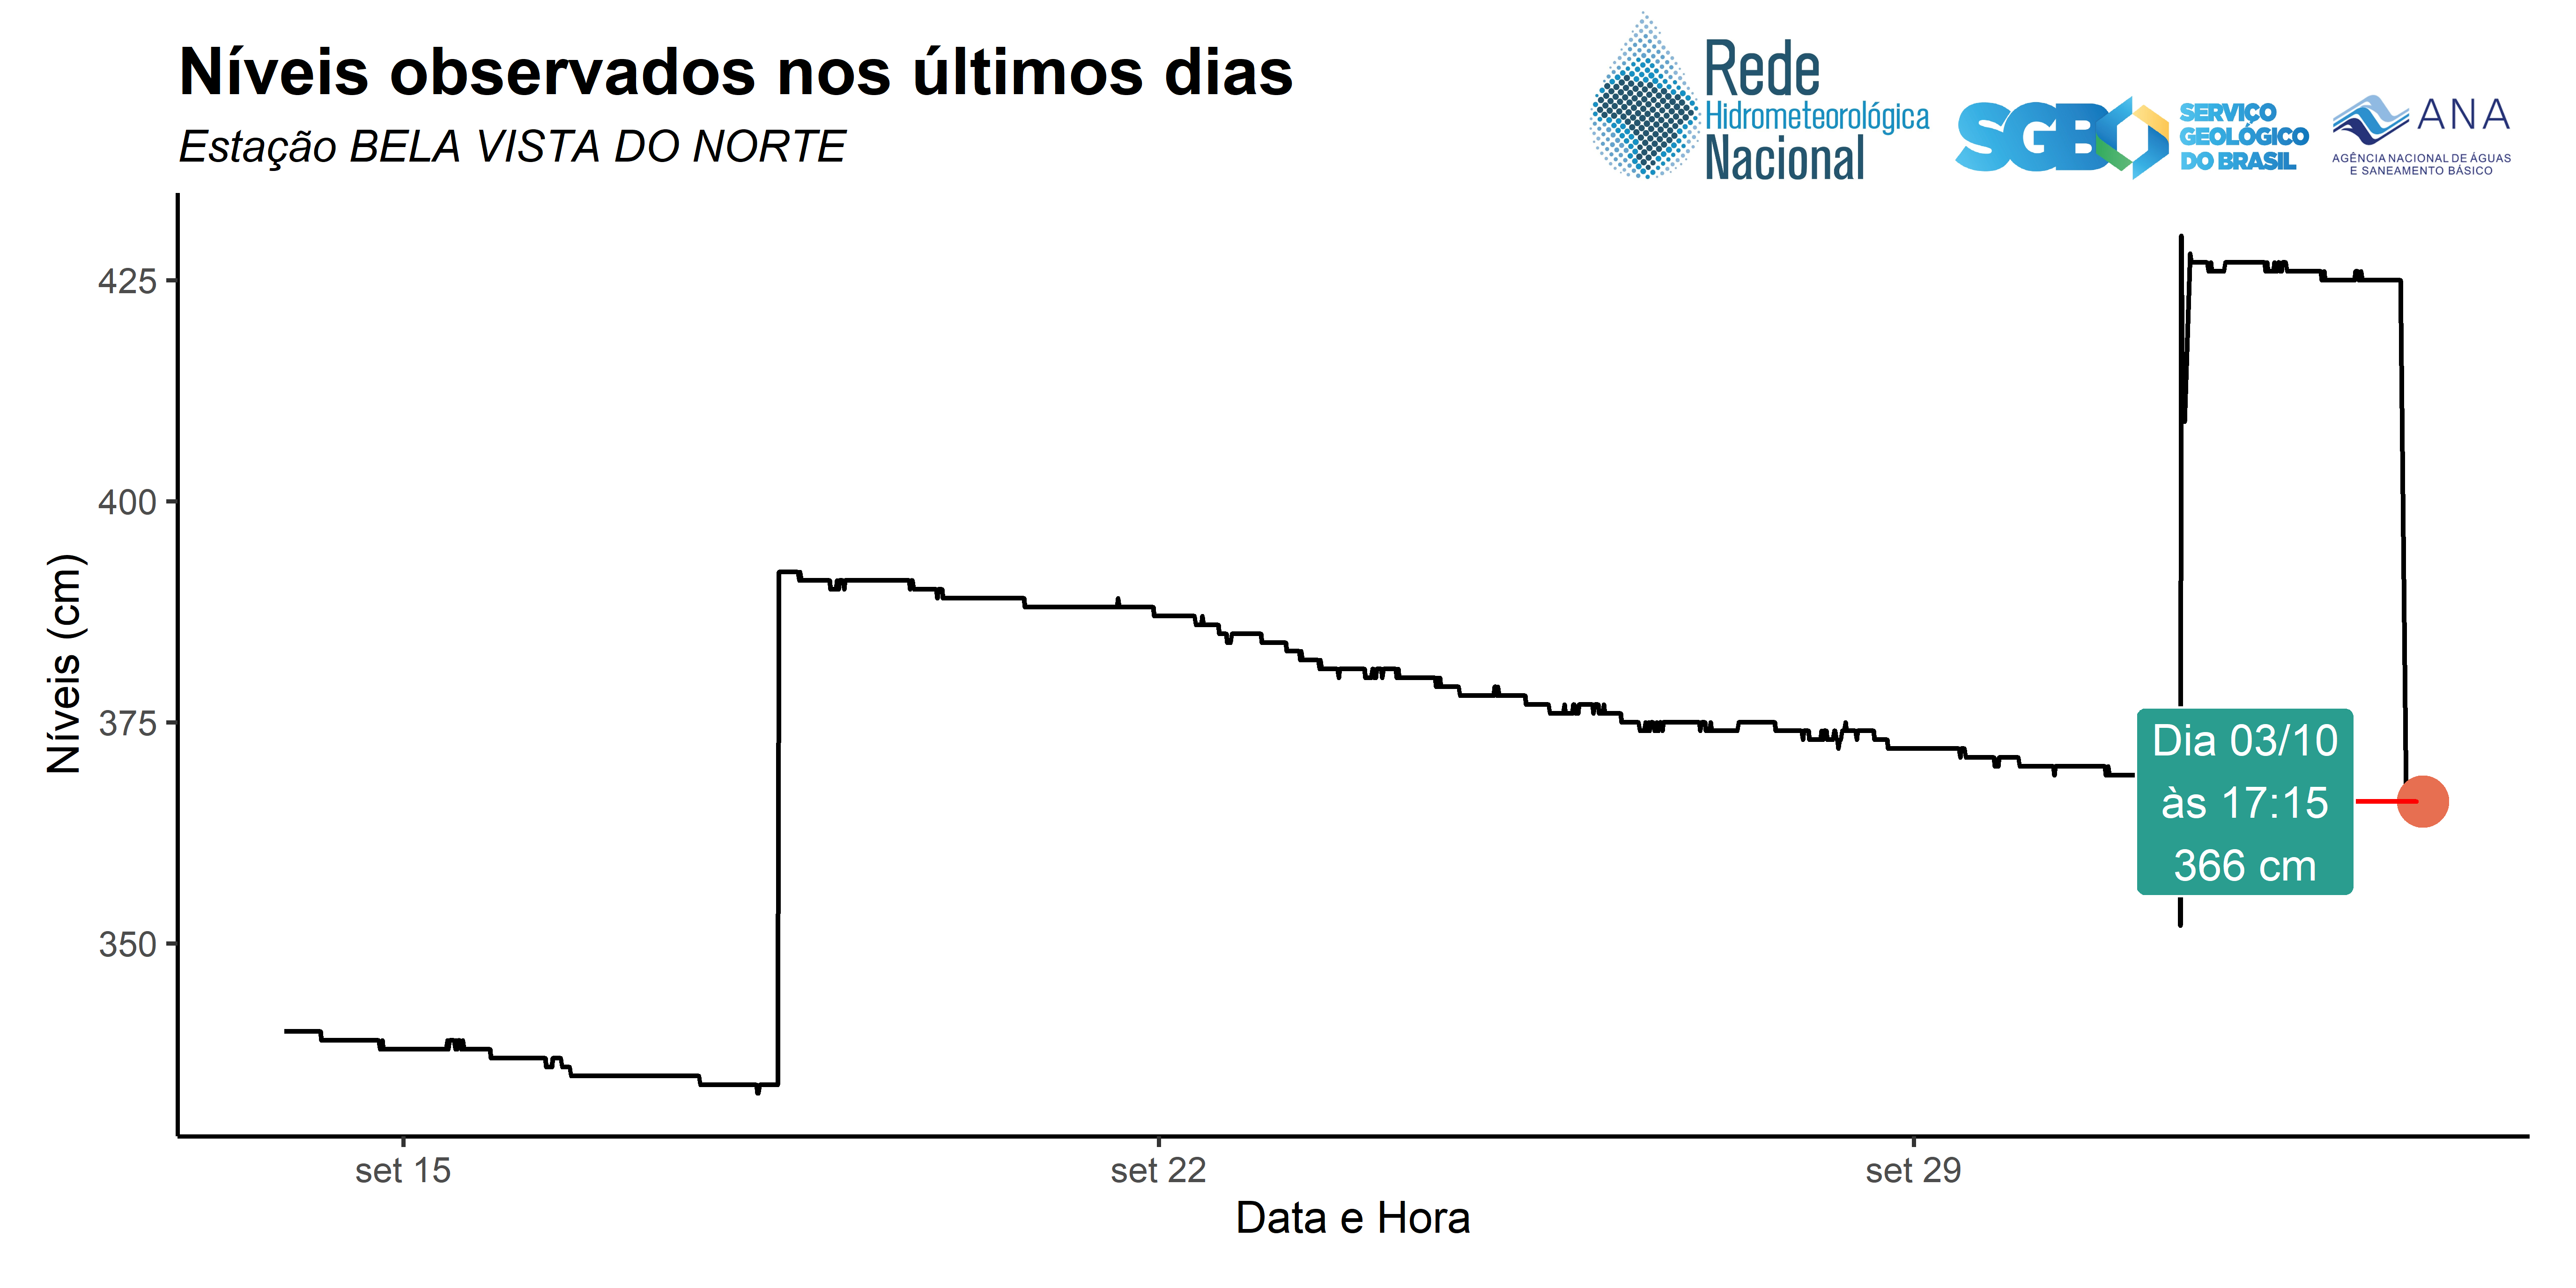 Níveis observados nos últimos dias
Estação BELA VISTA DO NORTE
Rede
Hidrometeorológica
Nacional
SGB
SERVIÇO
GEOLÓGICO
DO BRASIL
ANA
AGÊNCIA NACIONAL DE ÁGUAS
E SANEAMENTO BÁSICO
Níveis (cm)
425
400
375
350
Dia 03/10
às 17:15
366 cm
set 15
set 22
set 29
Data e Hora